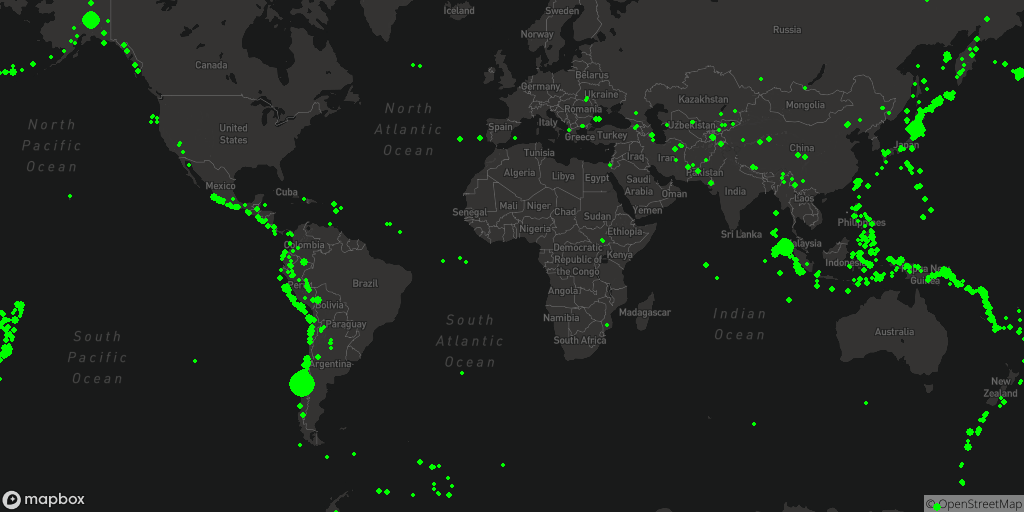 Iceland
Sweden
Norway
Russia
Canada
Belarus
Germany
Ukraine
Kazakhstan
Mongolia
Romania
North
Atlantic
Ocean
Italy
Spain
Greece
Turkey
Uzbekistan
North
Pacific
Ocean
United
States
China
Japan
Tunisia
Iraq
Iran
Algeria
Libya
Egypt
Pakistan
Saudi
Arabia
Oman
India
Mexico
Cuba
Laos
Senegal
Mali
Niger
Chad
Sudan
Yemen
Philippines
Nigeria
Ethiopia
Sri Lanka
Malaysia
Colombia
Democratic
Republic of
the Congo
Kenya
Indonesia
Guinea
Peru
Brazil
Angola
Bolivia
Madagascar
Namibia
Paraguay
South
Atlantic
Ocean
Indian
Ocean
Australia
South Africa
South
Pacific
Ocean
Argentina
New
Zealand
mapbox
© OpenStreetMap